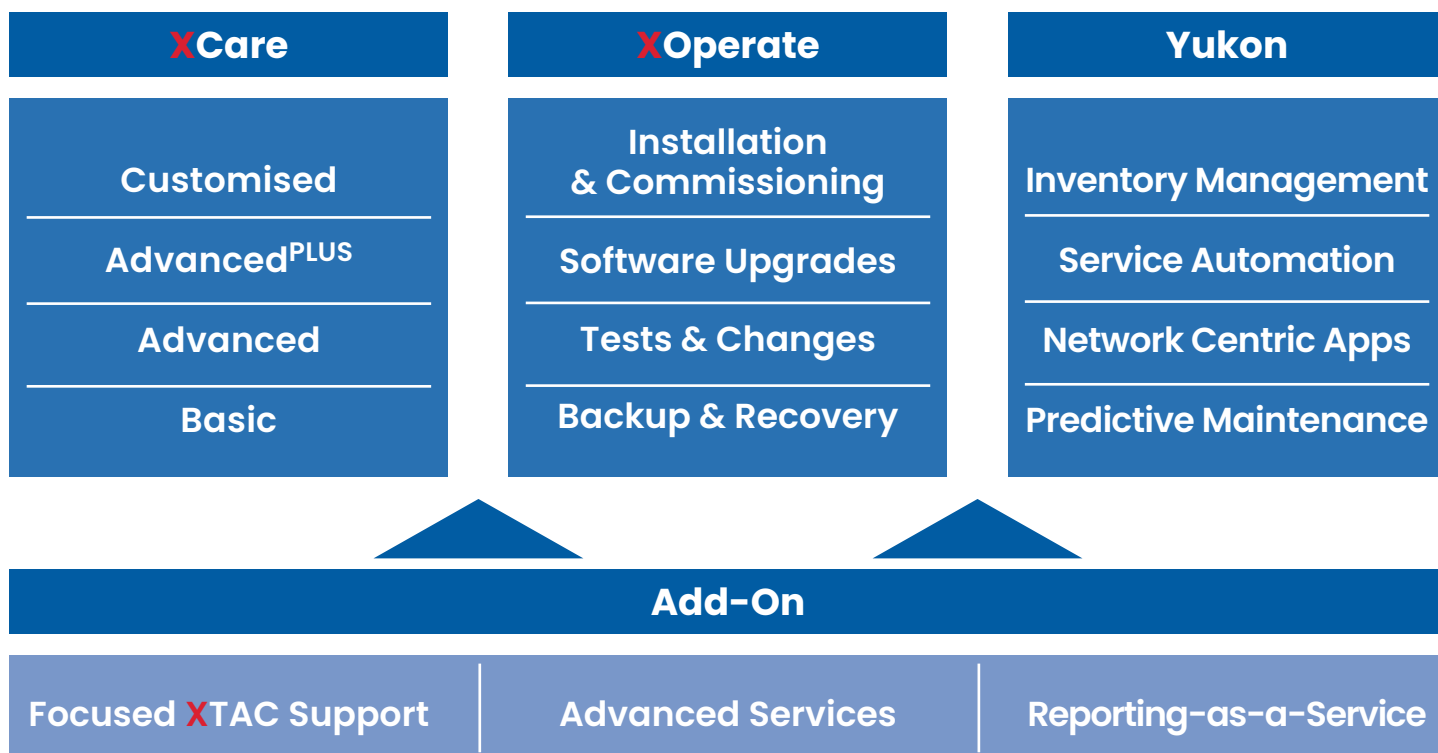 XCare
Customised
AdvancedPLUS
Advanced
Basic
XOperate
Installation
& Commissioning
Software Upgrades
Tests & Changes
Backup & Recovery
Yukon
Inventory Management
Service Automation
Network Centric Apps
Predictive Maintenance
Add-On
Focused XTAC Support
Advanced Services
Reporting-as-a-Service